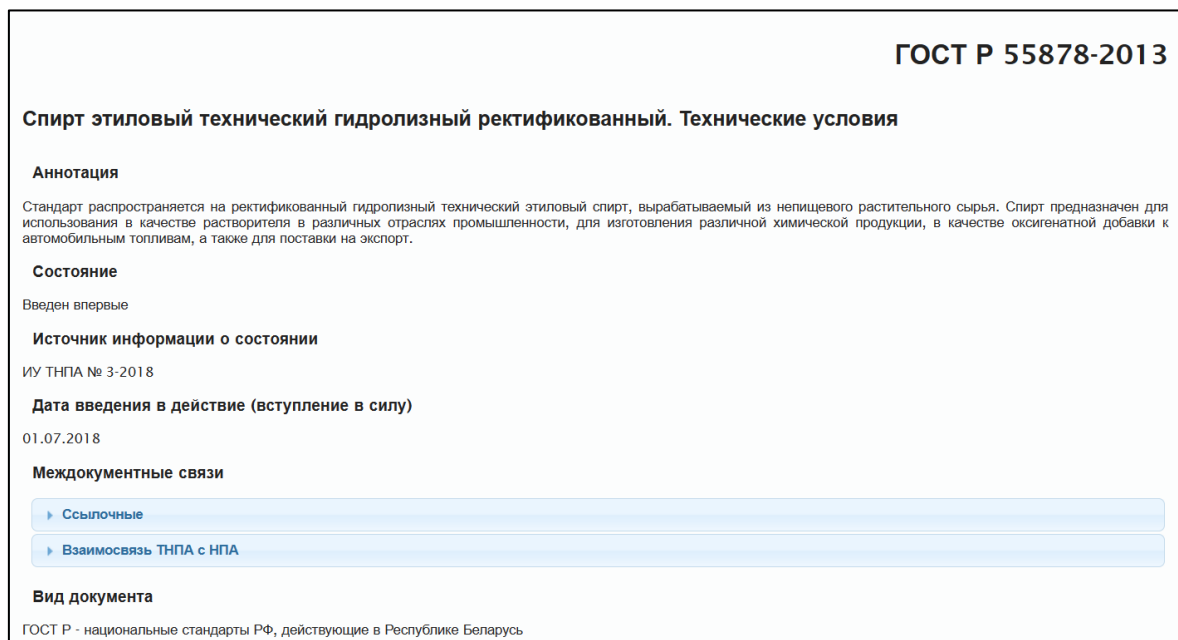 ГОСТ Р 55878-2013
Спирт этиловый технический гидролизный ректификованный. Технические условия
Аннотация
Стандарт распространяется на ректификованный гидролизный технический этиловый спирт, вырабатываемый из непищевого растительного сырья. Спирт предназначен для
использования в качестве растворителя в различных отраслях промышленности, для изготовления различной химической продукции, в качестве оксигенатной добавки к
автомобильным топливам, а также для поставки на экспорт.
Состояние
Введен впервые
Источник информации о состоянии
ИУ ТНПА № 3-2018
Дата введения в действие (вступление в силу)
01.07.2018
Междокументные связи
Ссылочные
Взаимосвязь ТНПА с НПА
Вид документа
ГОСТ Р - национальные стандарты РФ, действующие в Республике Беларусь